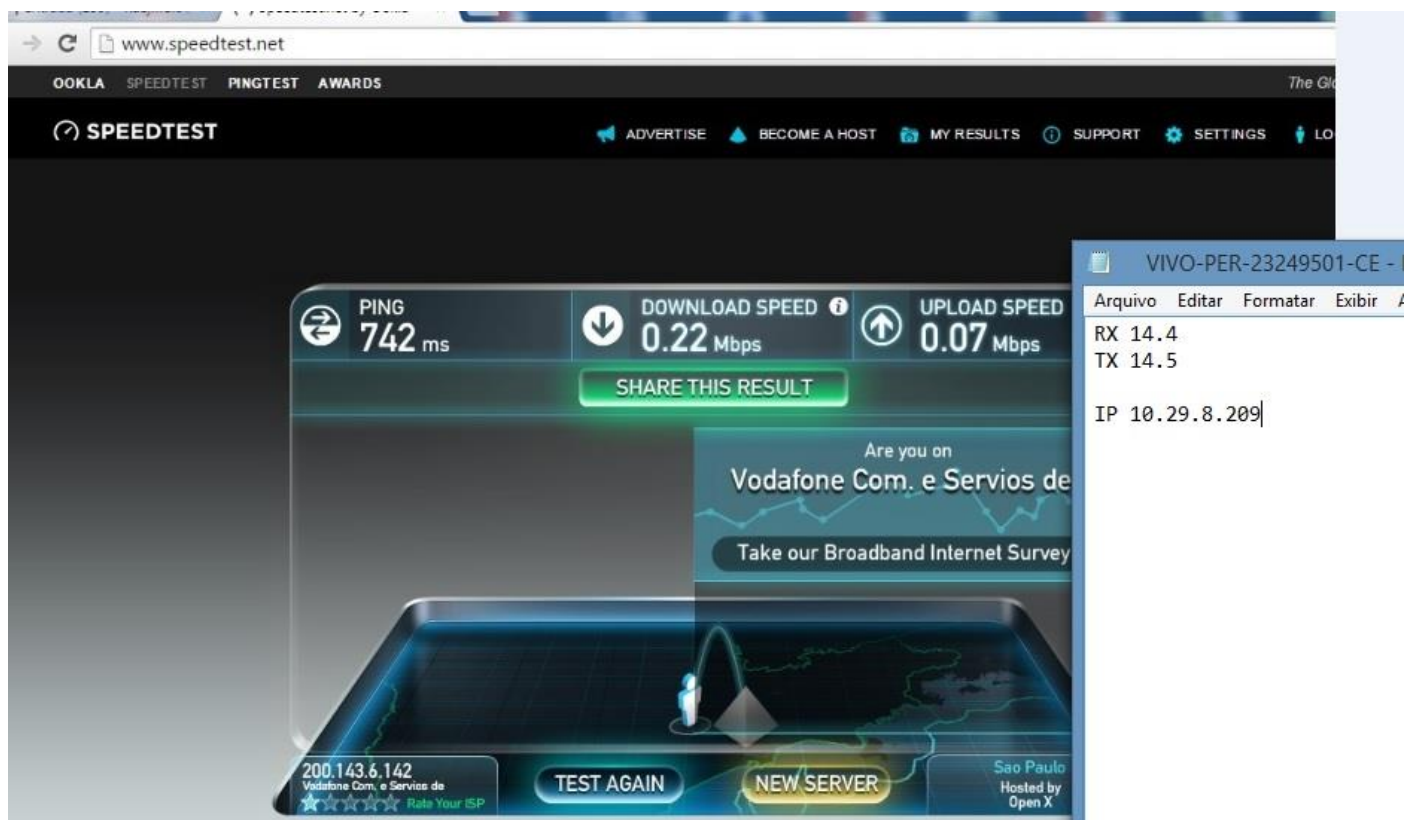 www.speedtest.net
OOKLA SPEEDTEST PINGTEST AWARDS
The
SPEEDTEST
ADVERTISE BECOME A HOST MY RESULTS SUPPORT SETTINGS
VIVO-PER-23249501-CE -
Arquivo Editar Formatar Exibir
RX 14.4
TX 14.5
IP 10.29.8.209
PING
742 ms
DOWNLOAD SPEED
0.22 Mbps
UPLOAD SPEED
0.07 Mbps
SHARE THIS RESULT
Are you on
Vodafone Com. e Servios de
Take our Broadband Internet Survey
200.143.6.142
Vodafone Com. e Servios de
Rate Your ISP
TEST AGAIN
NEW SERVER
Sao Paulo
Hosted by
Open X